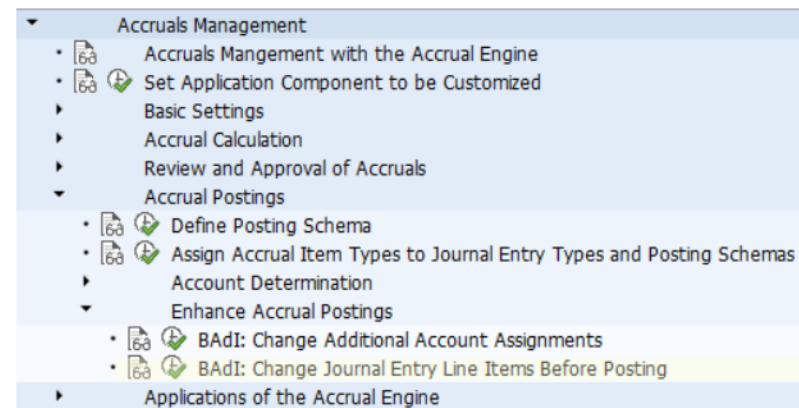 Accruals Management
Accruals Mangement with the Accrual Engine
Set Application Component to be Customized
Basic Settings
Accrual Calculation
Review and Approval of Accruals
Accrual Postings
Define Posting Schema
Assign Accrual Item Types to Journal Entry Types and Posting Schemas
Account Determination
Enhance Accrual Postings
BAdI: Change Additional Account Assignments
BAdI: Change Journal Entry Line Items Before Posting
Applications of the Accrual Engine